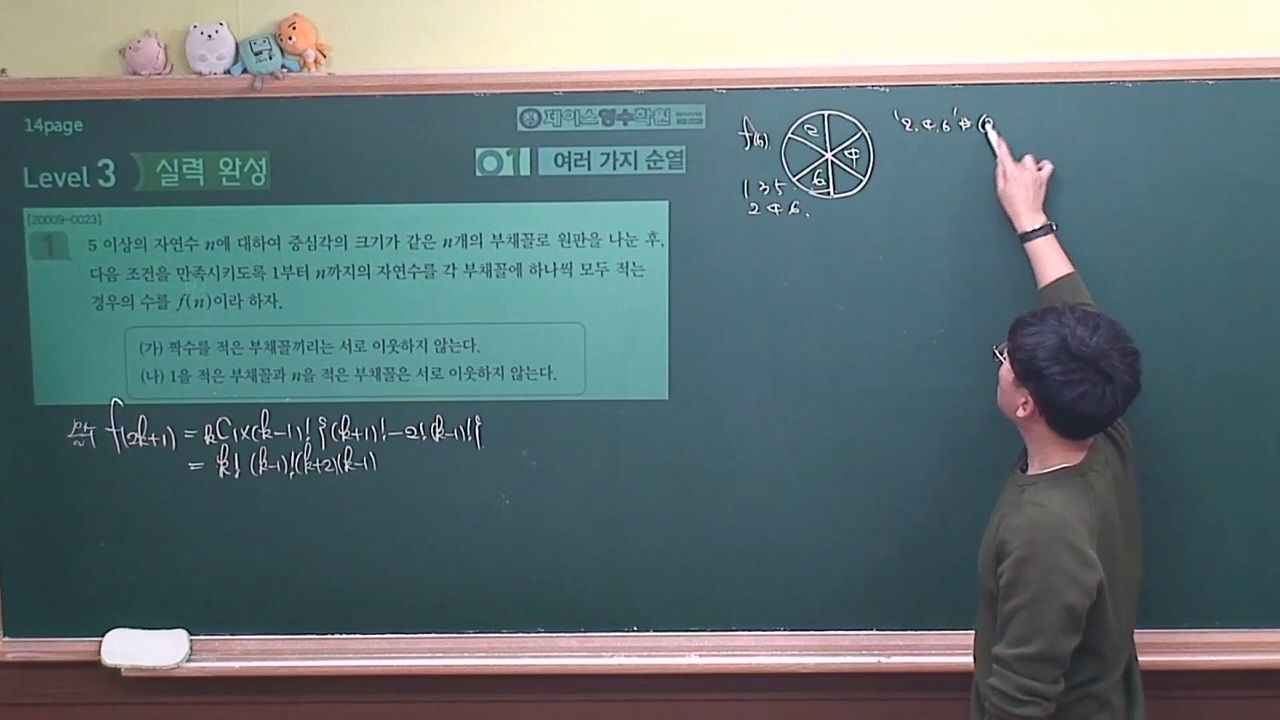 14page
제이스영수학원
Level 3 실력 완성
01 여러 가지 순열
[20009-0023]
1 5 이상의 자연수 n에 대하여 중심각의 크기가 같은 n개의 부채꼴로 원판을 나눈 후,
다음 조건을 만족시키도록 1부터 n까지의 자연수를 각 부채꼴에 하나씩 모두 적는
경우의 수를 f(n)이라 하자.
(가) 짝수를 적은 부채꼴끼리는 서로 이웃하지 않는다.
(나) 1을 적은 부채꼴과 n을 적은 부채꼴은 서로 이웃하지 않는다.
f(2k+1) = kC1×(k-1)! {(k+1)!-2!(k-1)!}
= k! (k-1)!(k+2)(k-1)
f(6)
2
4
6
1 3 5
2 4 6.
'2, 4, 6'